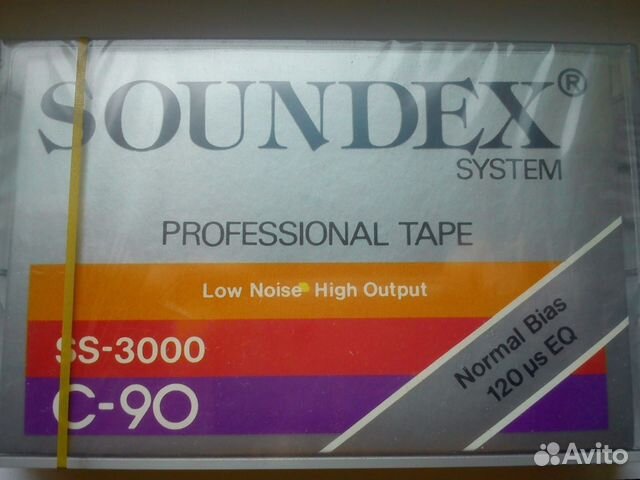 SOUNDEX®
SYSTEM
PROFESSIONAL TAPE
Low Noise High Output
SS-3000
C-90
Normal Bias
120 µs EQ
Avito